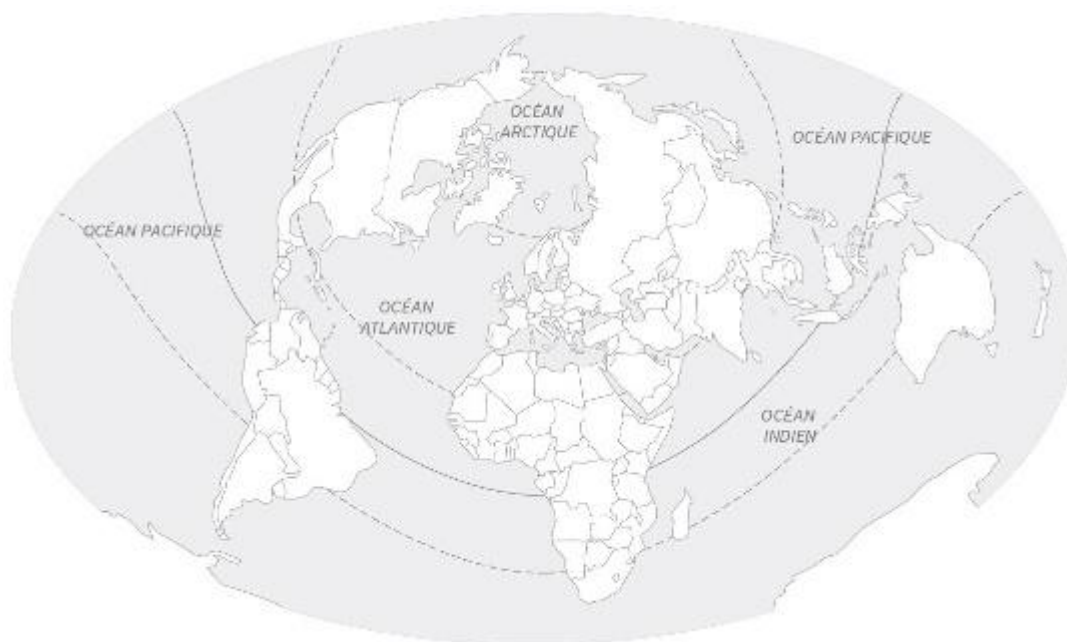 OCÉAN
ARCTIQUE
OCÉAN PACIFIQUE
OCÉAN PACIFIQUE
OCÉAN
ATLANTIQUE
OCÉAN
INDIEN